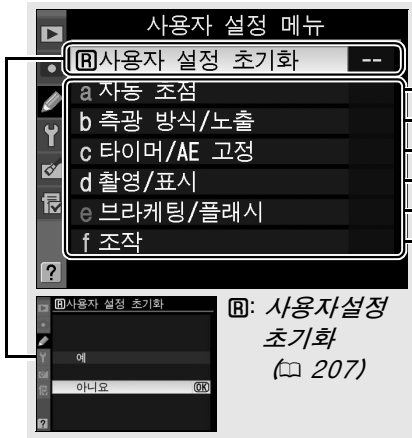 사용자 설정 메뉴
R사용자 설정 초기화 --
a 자동 초점
b 측광 방식/노출
c 타이머/AE 고정
d 촬영/표시
e 브라케팅/플래시
f 조작
?
R사용자 설정 초기화
예
아니요 OK
?
R: 사용자설정
초기화
(207)